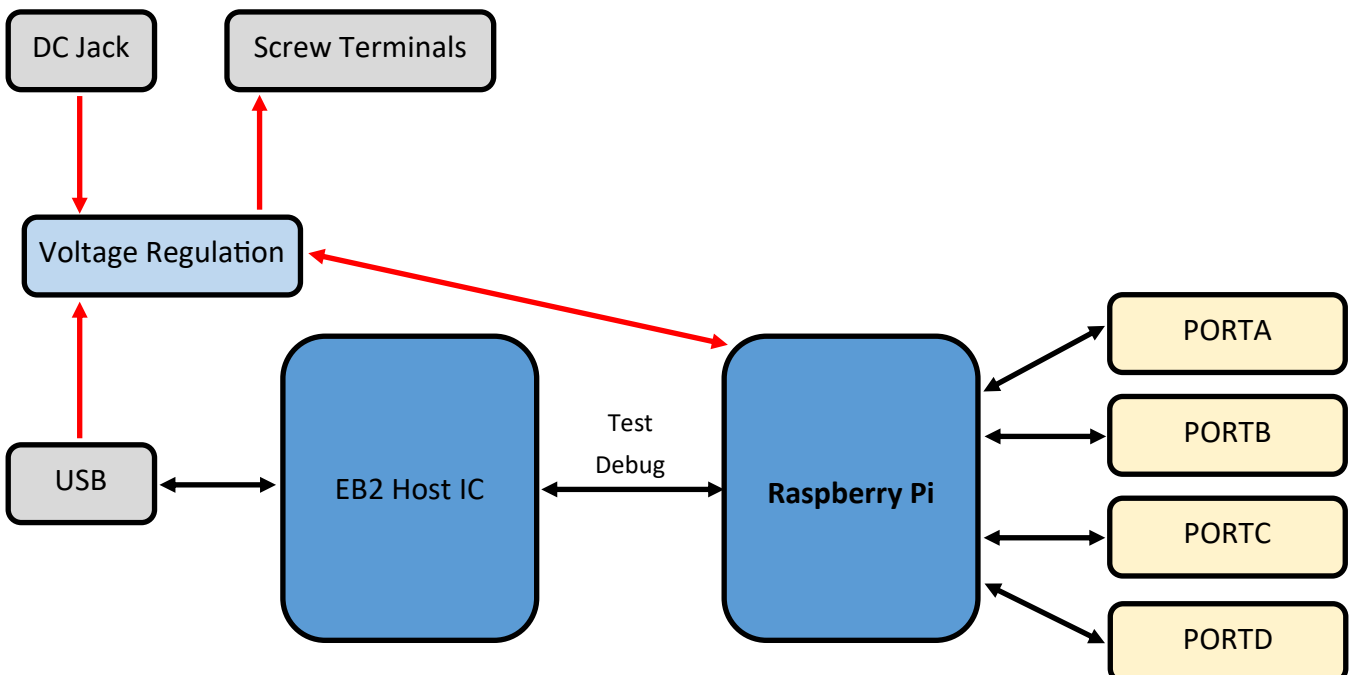 DC Jack
Screw Terminals
Voltage Regulation
USB
EB2 Host IC
Test
Debug
Raspberry Pi
PORTA
PORTB
PORTC
PORTD